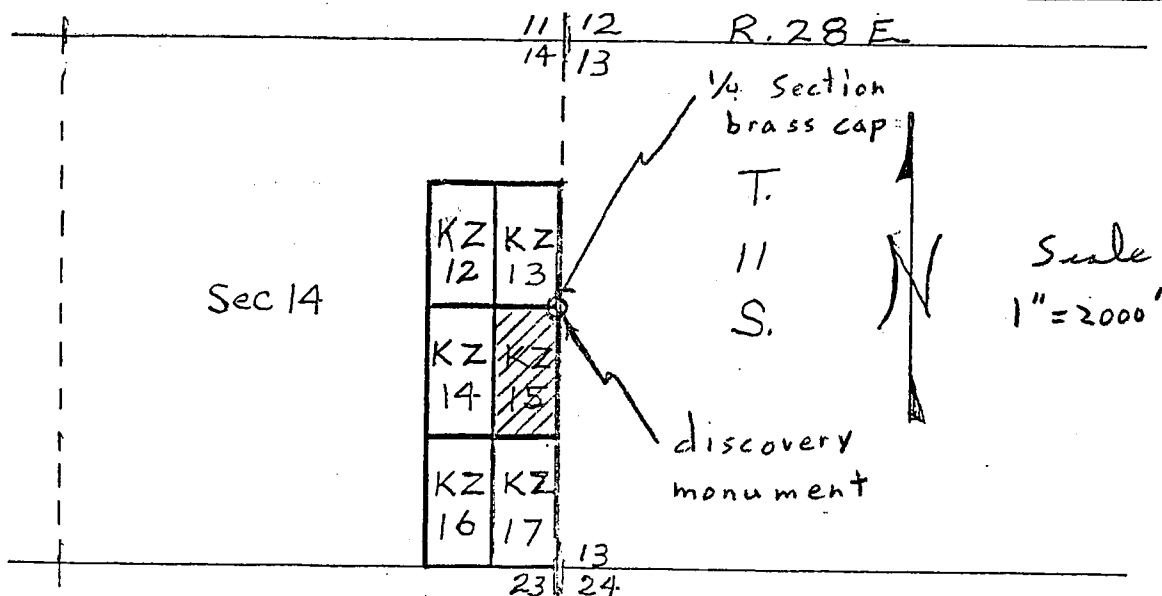 11 12 R. 28 E
14 13
1/4 Section
brass cap
T.
11
S.
N
Scale
1" = 2000'
KZ
12
KZ
13
Sec 14
KZ
14
KZ
15
discovery
monument
KZ
16
KZ
17
13
23 24